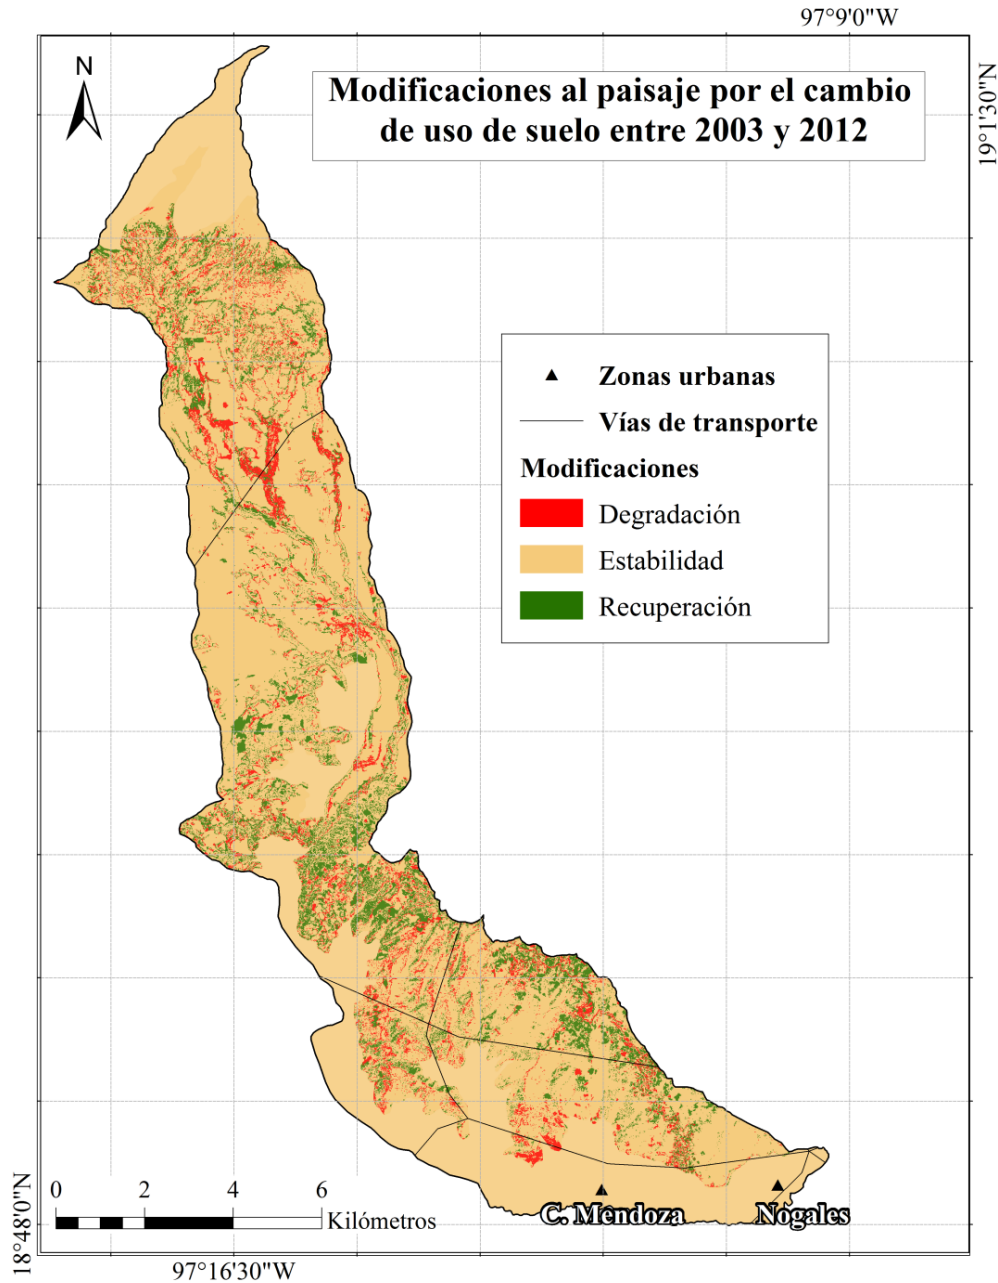 97°9'0"W
N
Modificaciones al paisaje por el cambio
de uso de suelo entre 2003 y 2012
19°1'30"N
Zonas urbanas
Vías de transporte
Modificaciones
Degradación
Estabilidad
Recuperación
18°48'0"N
0 2 4 6
Kilómetros
C. Mendoza
Nogales
97°16'30"W